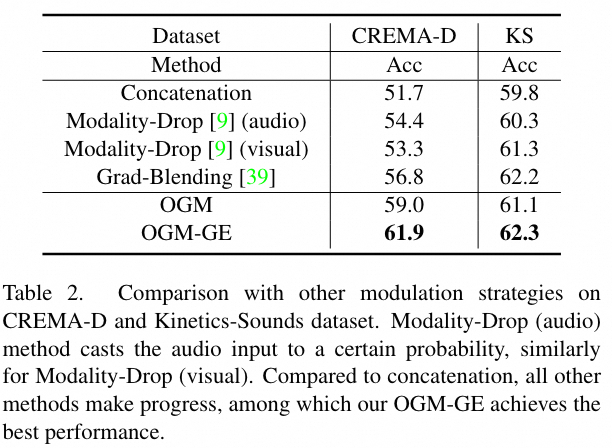 Dataset CREMA-D KS
Method Acc Acc
Concatenation 51.7 59.8
Modality-Drop [9] (audio) 54.4 60.3
Modality-Drop [9] (visual) 53.3 61.3
Grad-Blending [39] 56.8 62.2
OGM 59.0 61.1
OGM-GE 61.9 62.3
Table 2. Comparison with other modulation strategies on
CREMA-D and Kinetics-Sounds dataset. Modality-Drop (audio)
method casts the audio input to a certain probability, similarly
for Modality-Drop (visual). Compared to concatenation, all other
methods make progress, among which our OGM-GE achieves the
best performance.